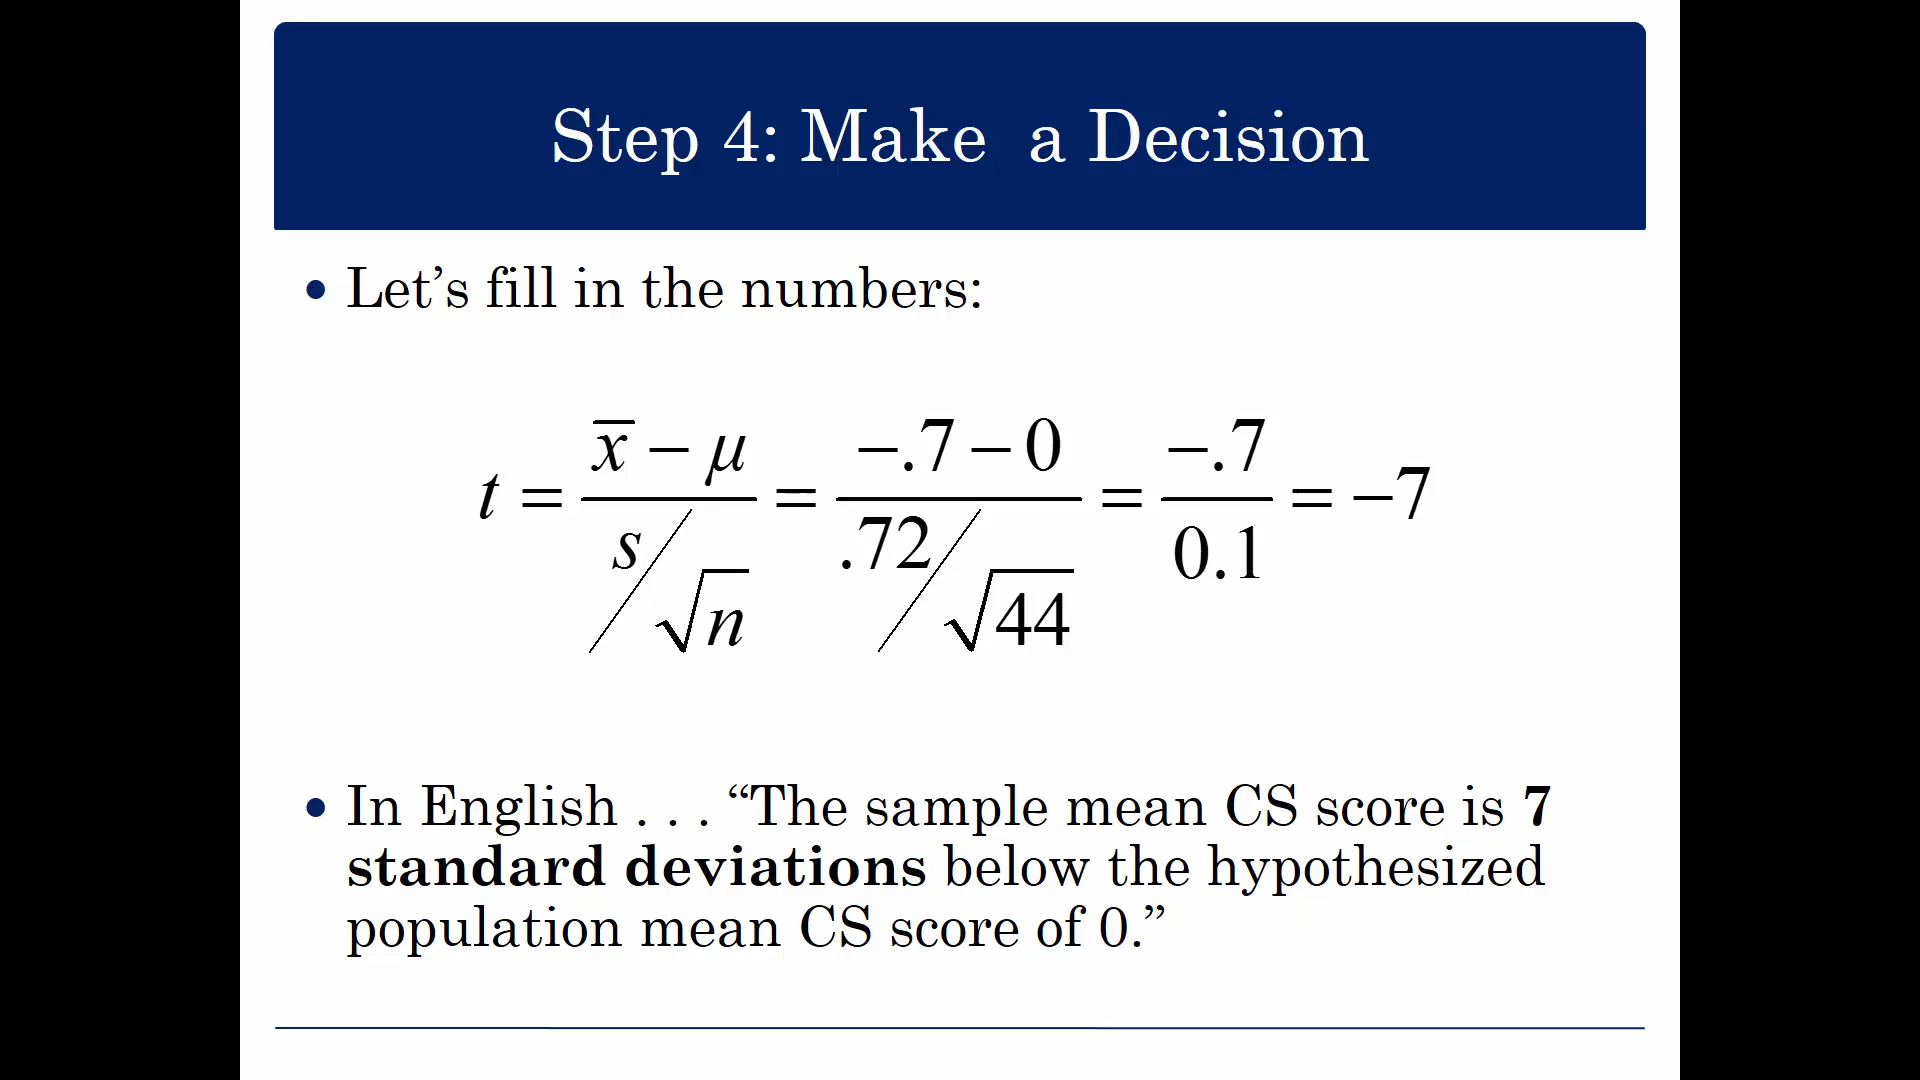 Step 4: Make a Decision
• Let’s fill in the numbers:
t = (x̄ − μ) / (s/√n) = (−.7 − 0) / (.72/√44) = −.7 / 0.1 = −7
• In English . . . “The sample mean CS score is 7
standard deviations below the hypothesized
population mean CS score of 0.”